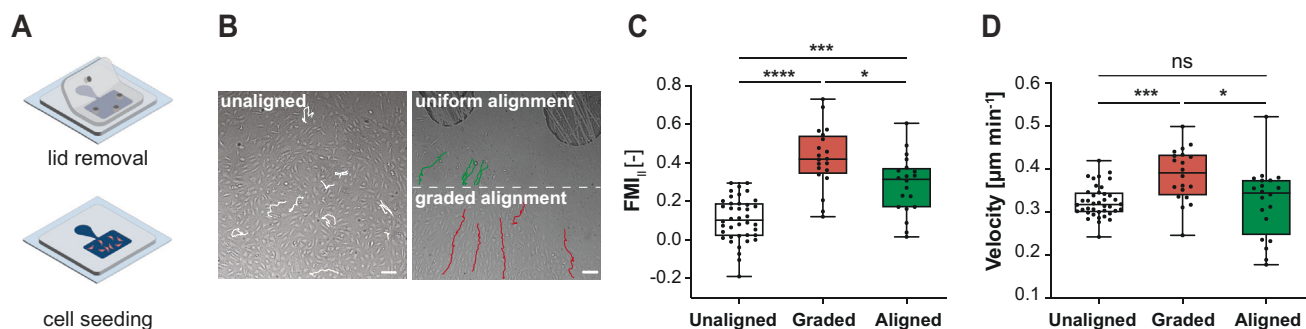 A
lid removal
cell seeding
B
unaligned
uniform alignment
graded alignment
C
***
****
*
FMI|| [-]
0.8
0.6
0.4
0.2
0.0
-0.2
Unaligned Graded Aligned
D
ns
***
*
Velocity [µm min⁻¹]
0.6
0.5
0.4
0.3
0.2
0.1
Unaligned Graded Aligned